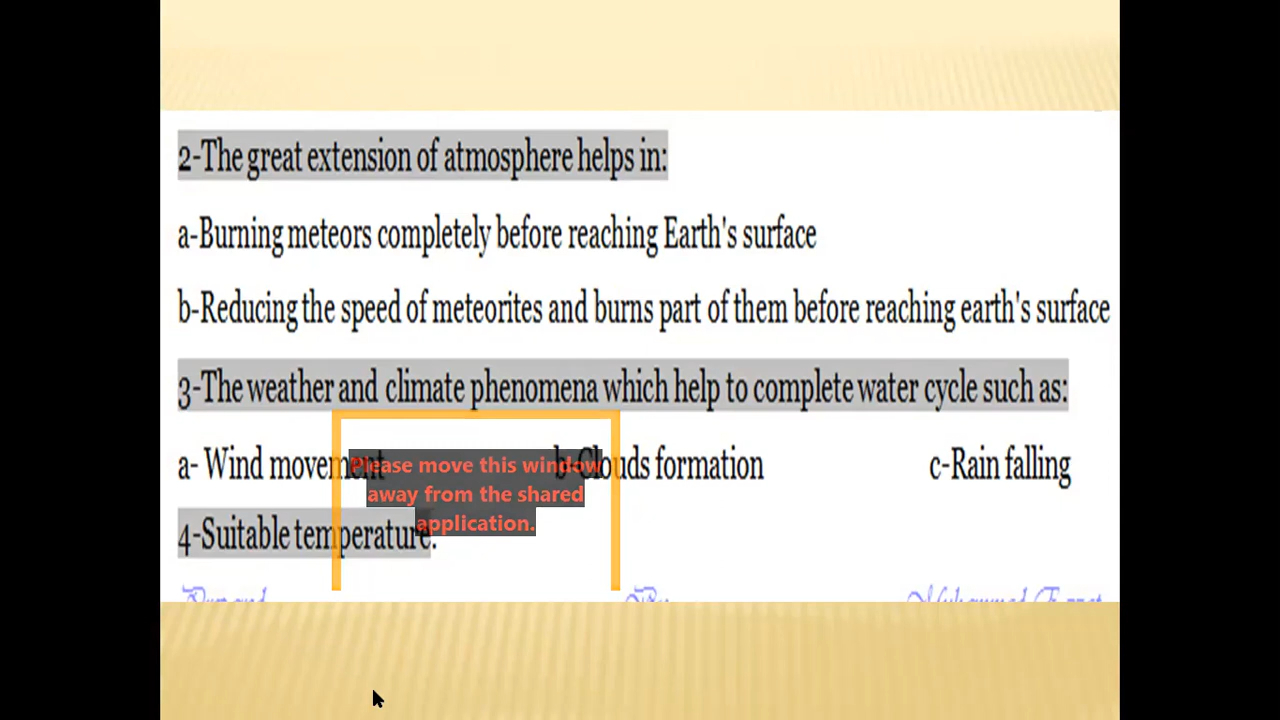 2-The great extension of atmosphere helps in:
a-Burning meteors completely before reaching Earth's surface
b-Reducing the speed of meteorites and burns part of them before reaching earth's surface
3-The weather and climate phenomena which help to complete water cycle such as:
a- Wind movement b-Clouds formation c-Rain falling
Please move this window
away from the shared
application.
4-Suitable temperature.